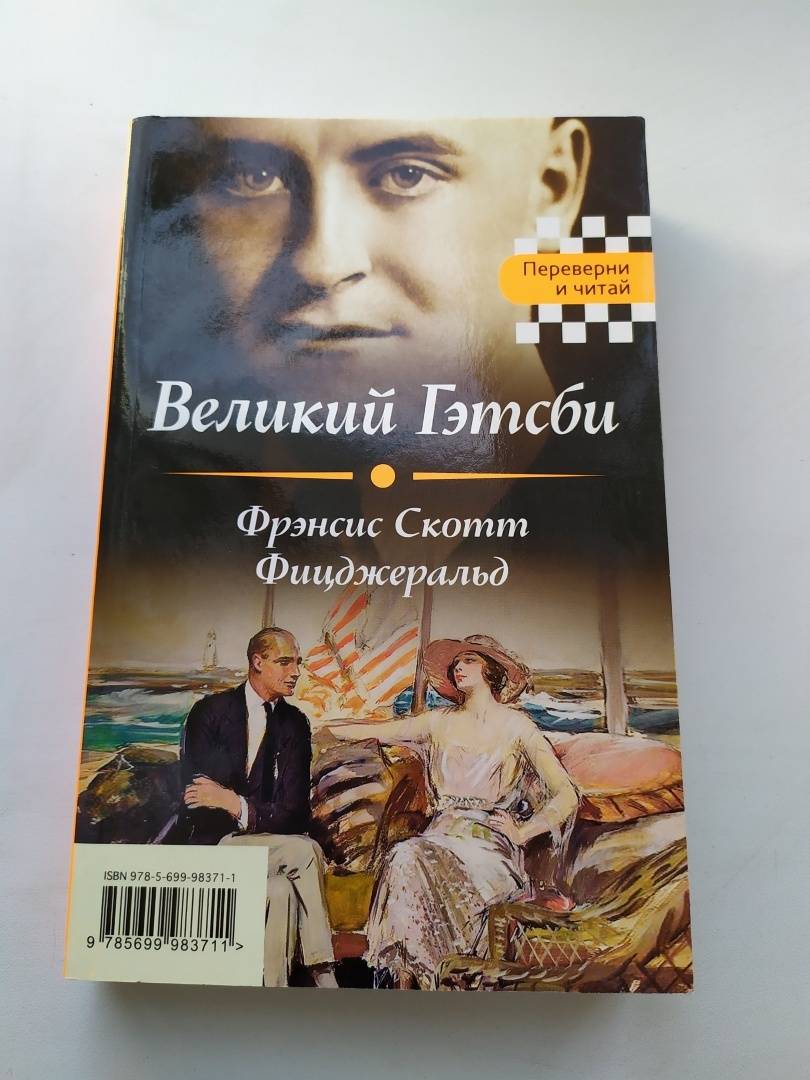 Переверни
и читай
Великий Гэтсби
Фрэнсис Скотт
Фицджеральд
ISBN 978-5-699-98371-1
9 785699 983711 >